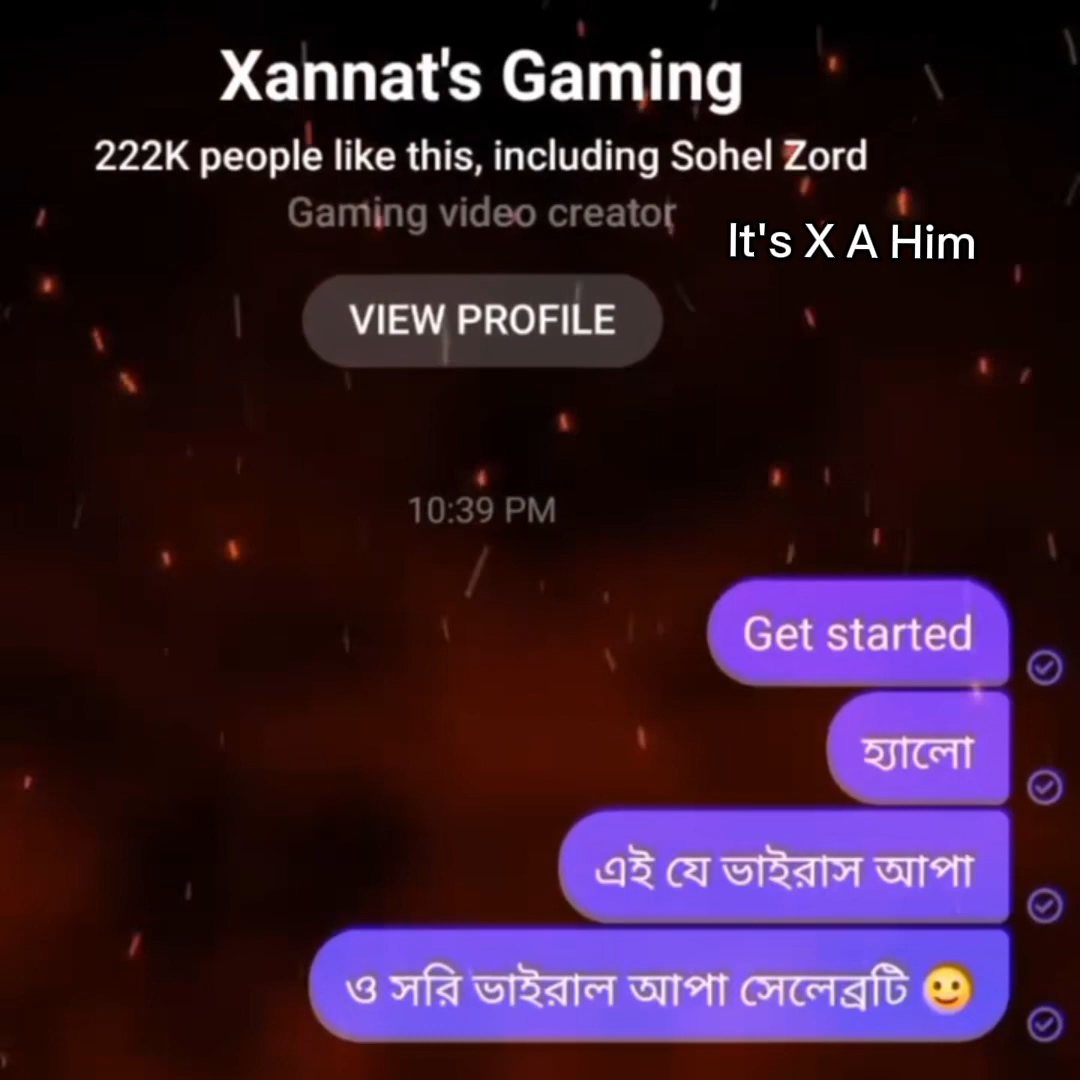 Xannat's Gaming
222K people like this, including Sohel Zord
Gaming video creator
It's X A Him
VIEW PROFILE
10:39 PM
Get started
হ্যালো
এই যে ভাইরাস আপা
ও সরি ভাইরাল আপা সেলেব্রটি 🙂